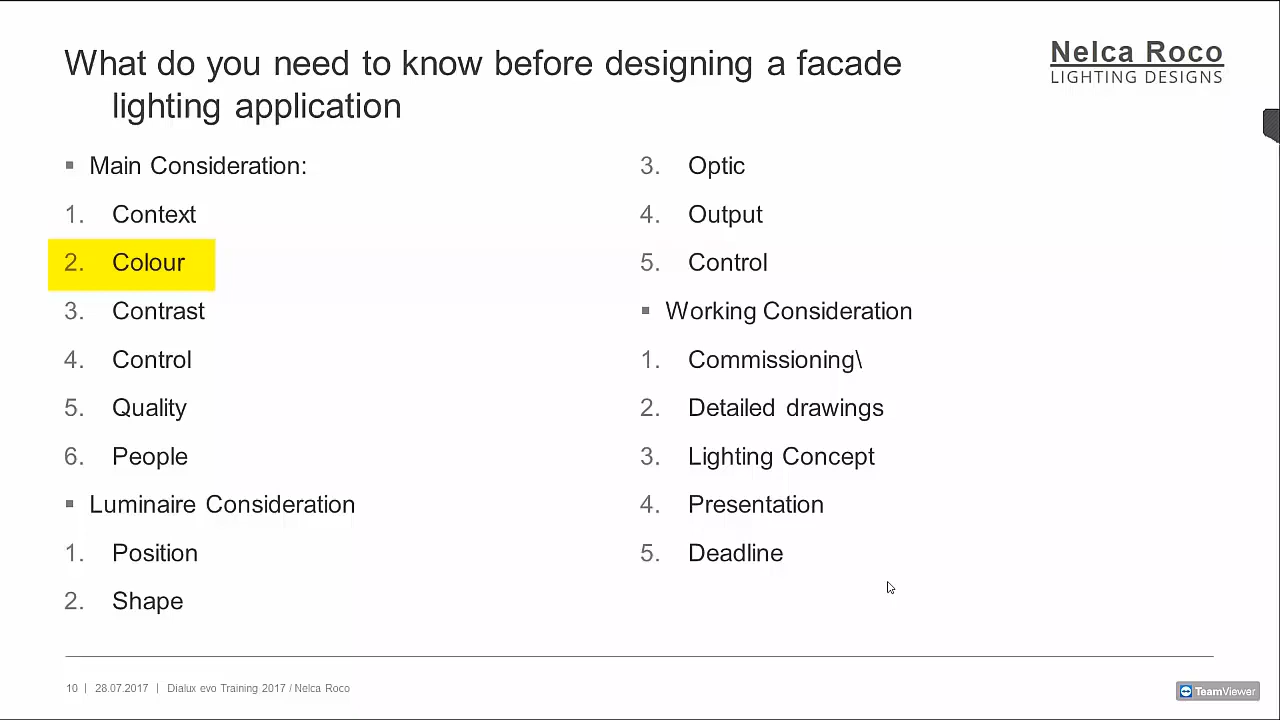 What do you need to know before designing a facade
lighting application
Nelca Roco
LIGHTING DESIGNS
▪ Main Consideration:
1. Context
2. Colour
3. Contrast
4. Control
5. Quality
6. People
▪ Luminaire Consideration
1. Position
2. Shape
3. Optic
4. Output
5. Control
▪ Working Consideration
1. Commissioning\
2. Detailed drawings
3. Lighting Concept
4. Presentation
5. Deadline
10 | 28.07.2017 | Dialux evo Training 2017 / Nelca Roco
TeamViewer